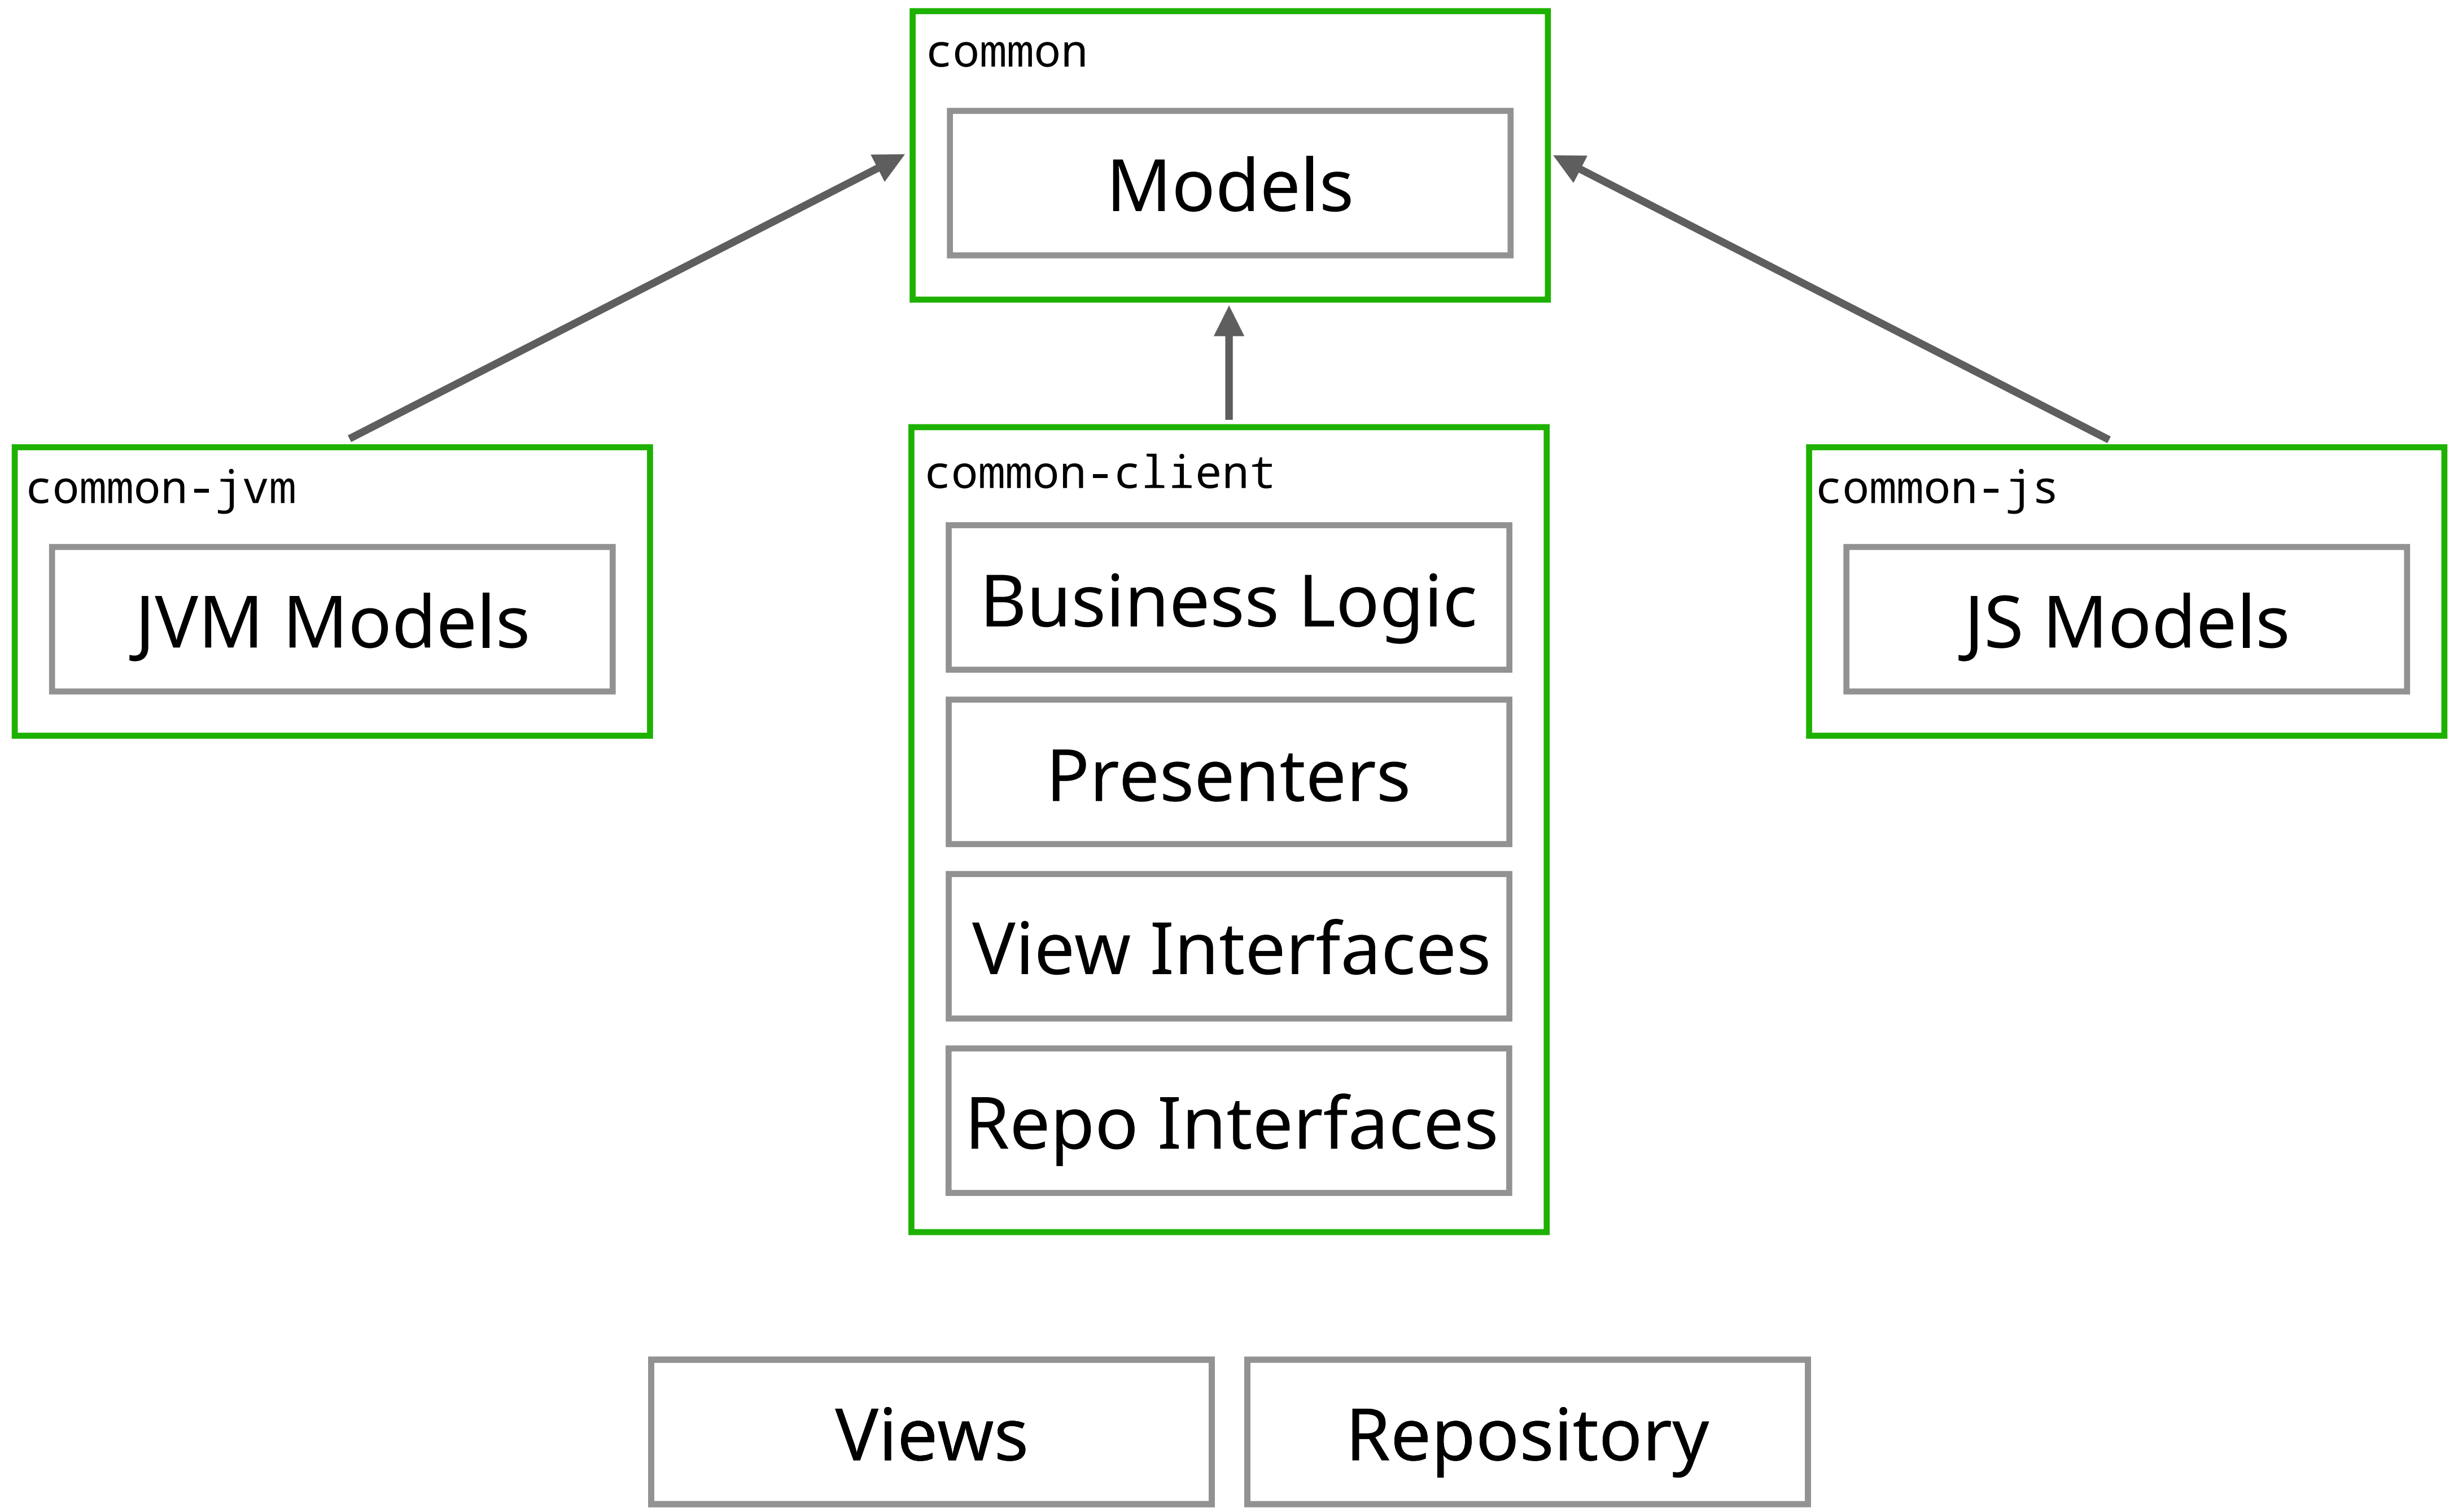 common
Models
common-jvm
JVM Models
common-client
Business Logic
Presenters
View Interfaces
Repo Interfaces
common-js
JS Models
Views
Repository